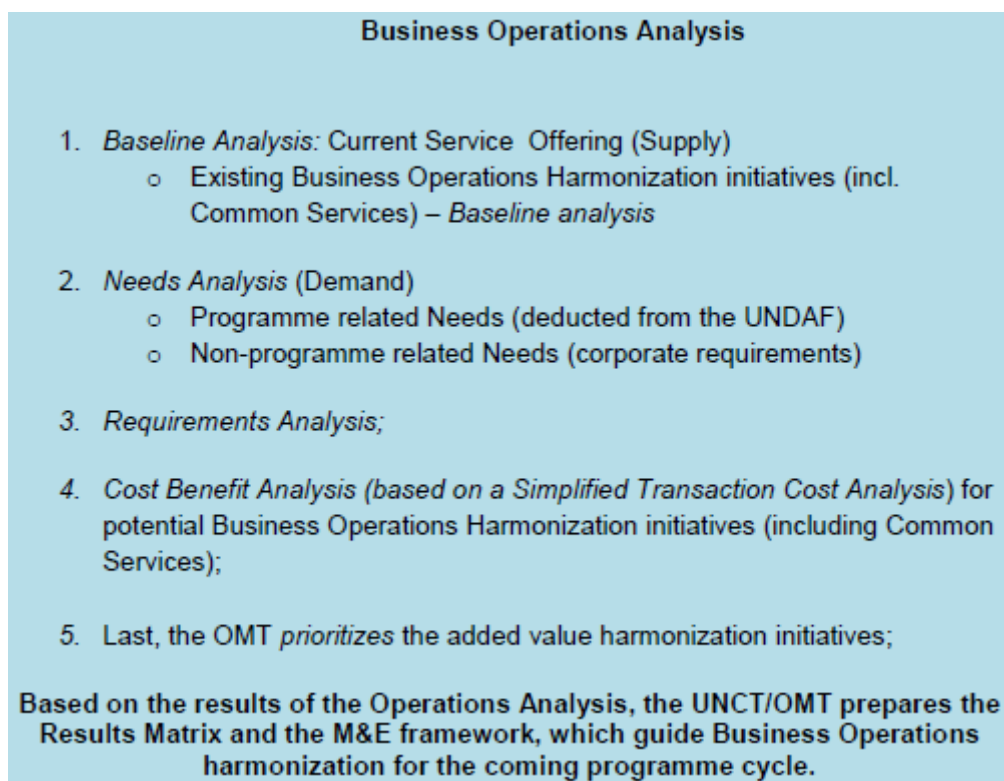 Business Operations Analysis
1. Baseline Analysis: Current Service Offering (Supply)
o Existing Business Operations Harmonization initiatives (incl.
Common Services) – Baseline analysis
2. Needs Analysis (Demand)
o Programme related Needs (deducted from the UNDAF)
o Non-programme related Needs (corporate requirements)
3. Requirements Analysis;
4. Cost Benefit Analysis (based on a Simplified Transaction Cost Analysis) for
potential Business Operations Harmonization initiatives (including Common
Services);
5. Last, the OMT prioritizes the added value harmonization initiatives;
Based on the results of the Operations Analysis, the UNCT/OMT prepares the
Results Matrix and the M&E framework, which guide Business Operations
harmonization for the coming programme cycle.